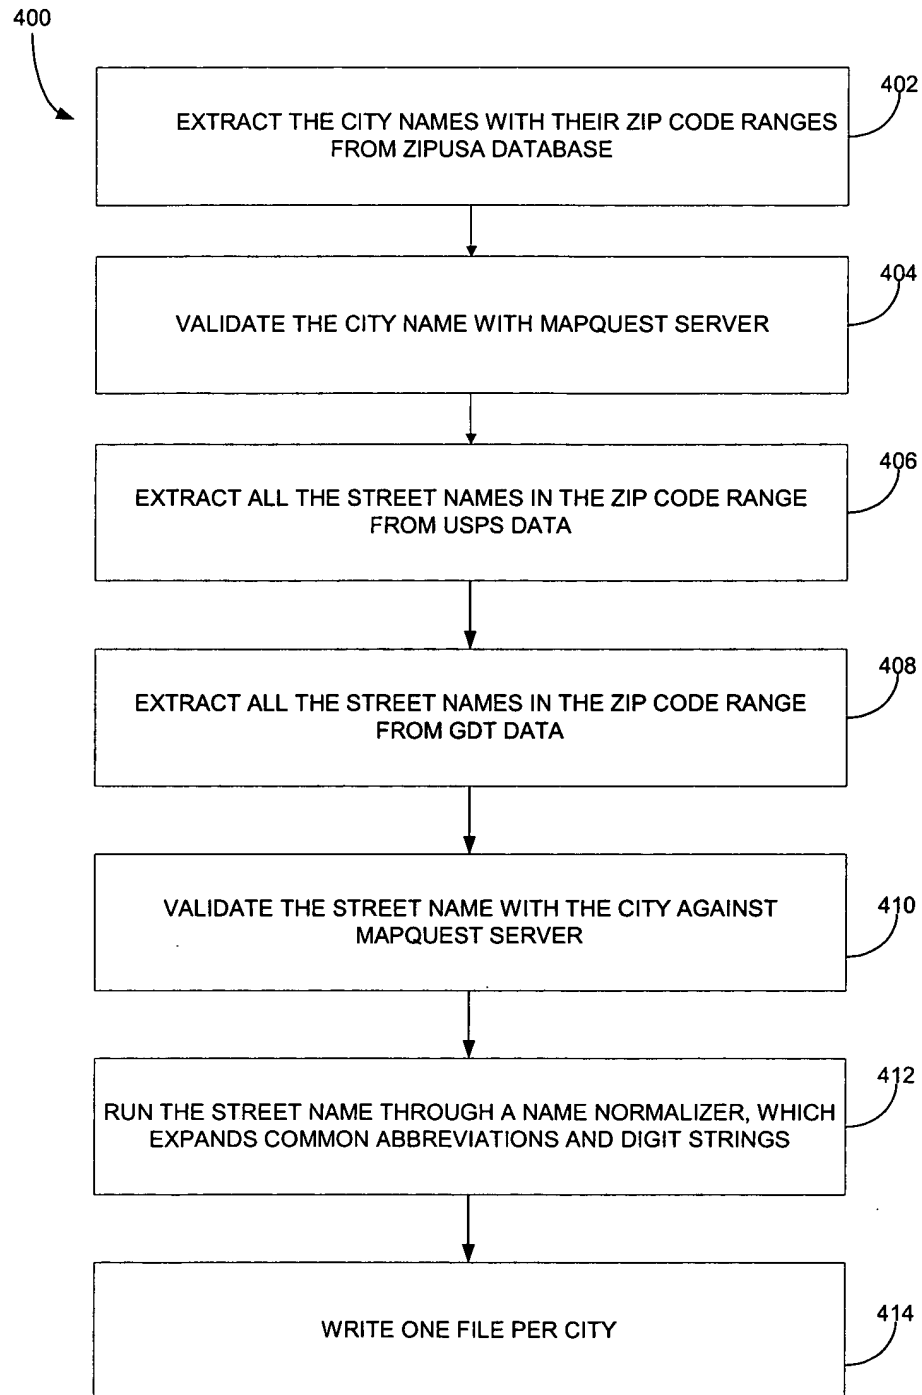 400
402
EXTRACT THE CITY NAMES WITH THEIR ZIP CODE RANGES
FROM ZIPUSA DATABASE
404
VALIDATE THE CITY NAME WITH MAPQUEST SERVER
406
EXTRACT ALL THE STREET NAMES IN THE ZIP CODE RANGE
FROM USPS DATA
408
EXTRACT ALL THE STREET NAMES IN THE ZIP CODE RANGE
FROM GDT DATA
410
VALIDATE THE STREET NAME WITH THE CITY AGAINST
MAPQUEST SERVER
412
RUN THE STREET NAME THROUGH A NAME NORMALIZER, WHICH
EXPANDS COMMON ABBREVIATIONS AND DIGIT STRINGS
414
WRITE ONE FILE PER CITY